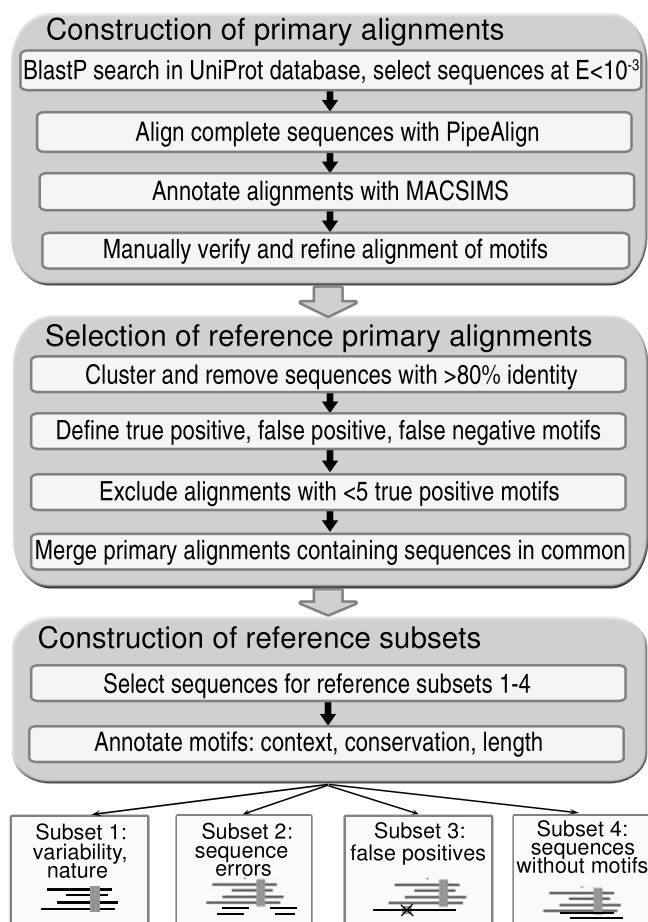 Construction of primary alignments
BlastP search in UniProt database, select sequences at E<10⁻³
Align complete sequences with PipeAlign
Annotate alignments with MACSIMS
Manually verify and refine alignment of motifs
Selection of reference primary alignments
Cluster and remove sequences with >80% identity
Define true positive, false positive, false negative motifs
Exclude alignments with <5 true positive motifs
Merge primary alignments containing sequences in common
Construction of reference subsets
Select sequences for reference subsets 1-4
Annotate motifs: context, conservation, length
Subset 1:
variability,
nature
Subset 2:
sequence
errors
Subset 3:
false positives
Subset 4:
sequences
without motifs